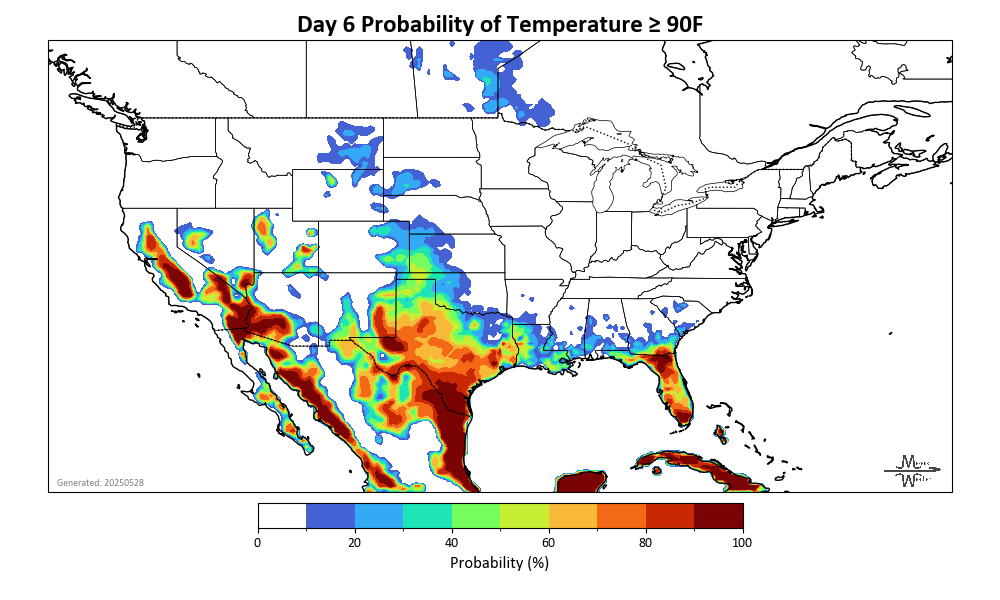 Day 6 Probability of Temperature ≥ 90F
Generated: 20250528
0 20 40 60 80 100
Probability (%)